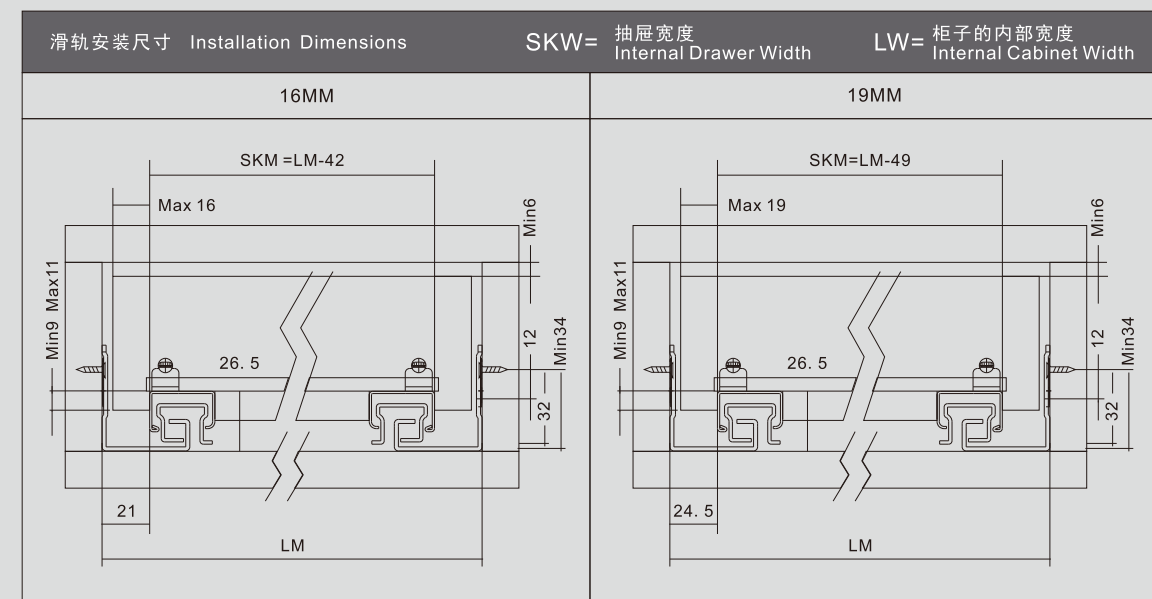 滑轨安装尺寸 Installation Dimensions
SKW= 抽屉宽度
Internal Drawer Width
LW= 柜子的内部宽度
Internal Cabinet Width
16MM
SKM =LM-42
Max 16
Min6
Min9 Max11
26. 5
12
Min34
32
21
LM
19MM
SKM=LM-49
Max 19
Min6
Min9 Max11
26. 5
12
Min34
32
24. 5
LM